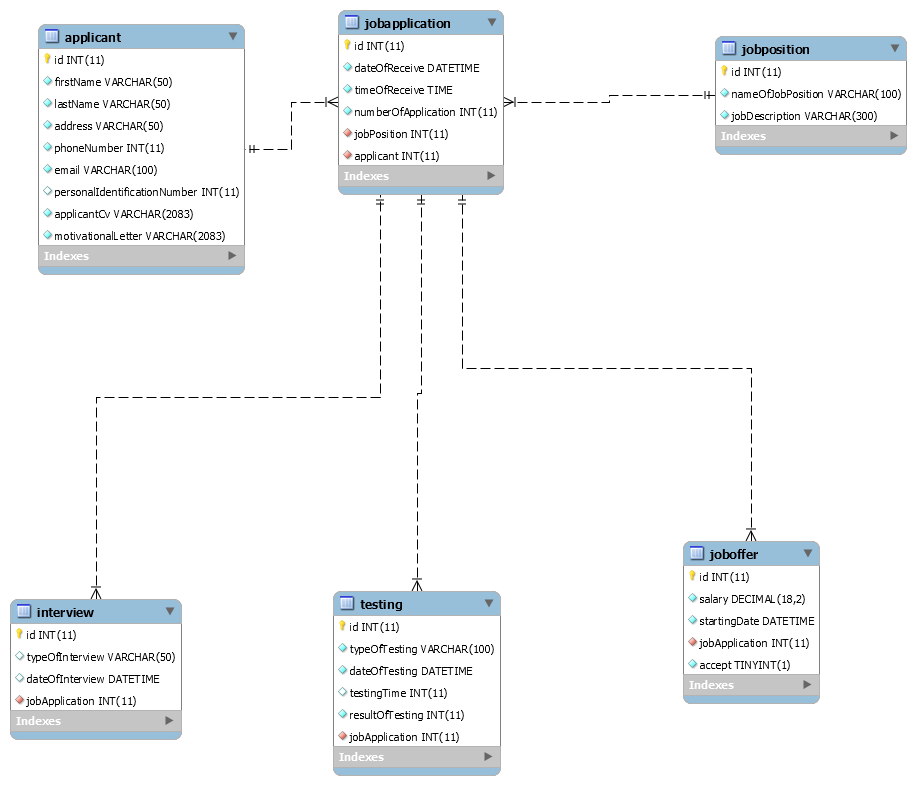 applicant
id INT(11)
firstName VARCHAR(50)
lastName VARCHAR(50)
address VARCHAR(50)
phoneNumber INT(11)
email VARCHAR(100)
personalIdentificationNumber INT(11)
applicantCv VARCHAR(2083)
motivationalLetter VARCHAR(2083)
Indexes
jobapplication
id INT(11)
dateOfReceive DATETIME
timeOfReceive TIME
numberOfApplication INT(11)
jobPosition INT(11)
applicant INT(11)
Indexes
jobposition
id INT(11)
nameOfJobPosition VARCHAR(100)
jobDescription VARCHAR(300)
Indexes
interview
id INT(11)
typeOfInterview VARCHAR(50)
dateOfInterview DATETIME
jobApplication INT(11)
Indexes
testing
id INT(11)
typeOfTesting VARCHAR(100)
dateOfTesting DATETIME
testingTime INT(11)
resultOfTesting INT(11)
jobApplication INT(11)
Indexes
joboffer
id INT(11)
salary DECIMAL(18,2)
startingDate DATETIME
jobApplication INT(11)
accept TINYINT(1)
Indexes